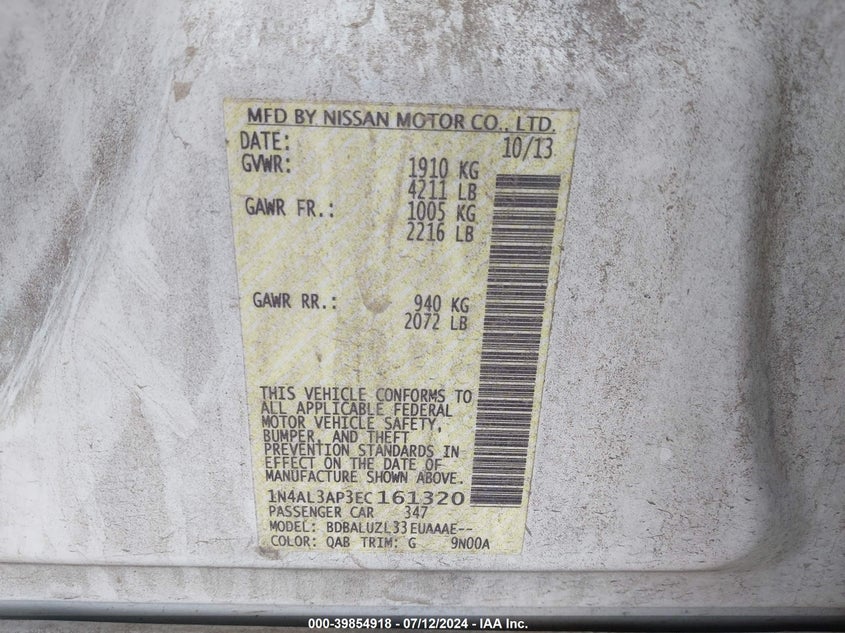 MFD BY NISSAN MOTOR CO., LTD.
DATE: 10/13
GVWR: 1910 KG
4211 LB
GAWR FR.: 1005 KG
2216 LB
GAWR RR.: 940 KG
2072 LB
THIS VEHICLE CONFORMS TO
ALL APPLICABLE FEDERAL
MOTOR VEHICLE SAFETY,
BUMPER, AND THEFT
PREVENTION STANDARDS IN
EFFECT ON THE DATE OF
MANUFACTURE SHOWN ABOVE.
1N4AL3AP3EC161320
PASSENGER CAR 347
MODEL: BDBALUZL33EUAAAE--
COLOR: QAB TRIM: G 9N00A
000-39854918 - 07/12/2024 - IAA Inc.